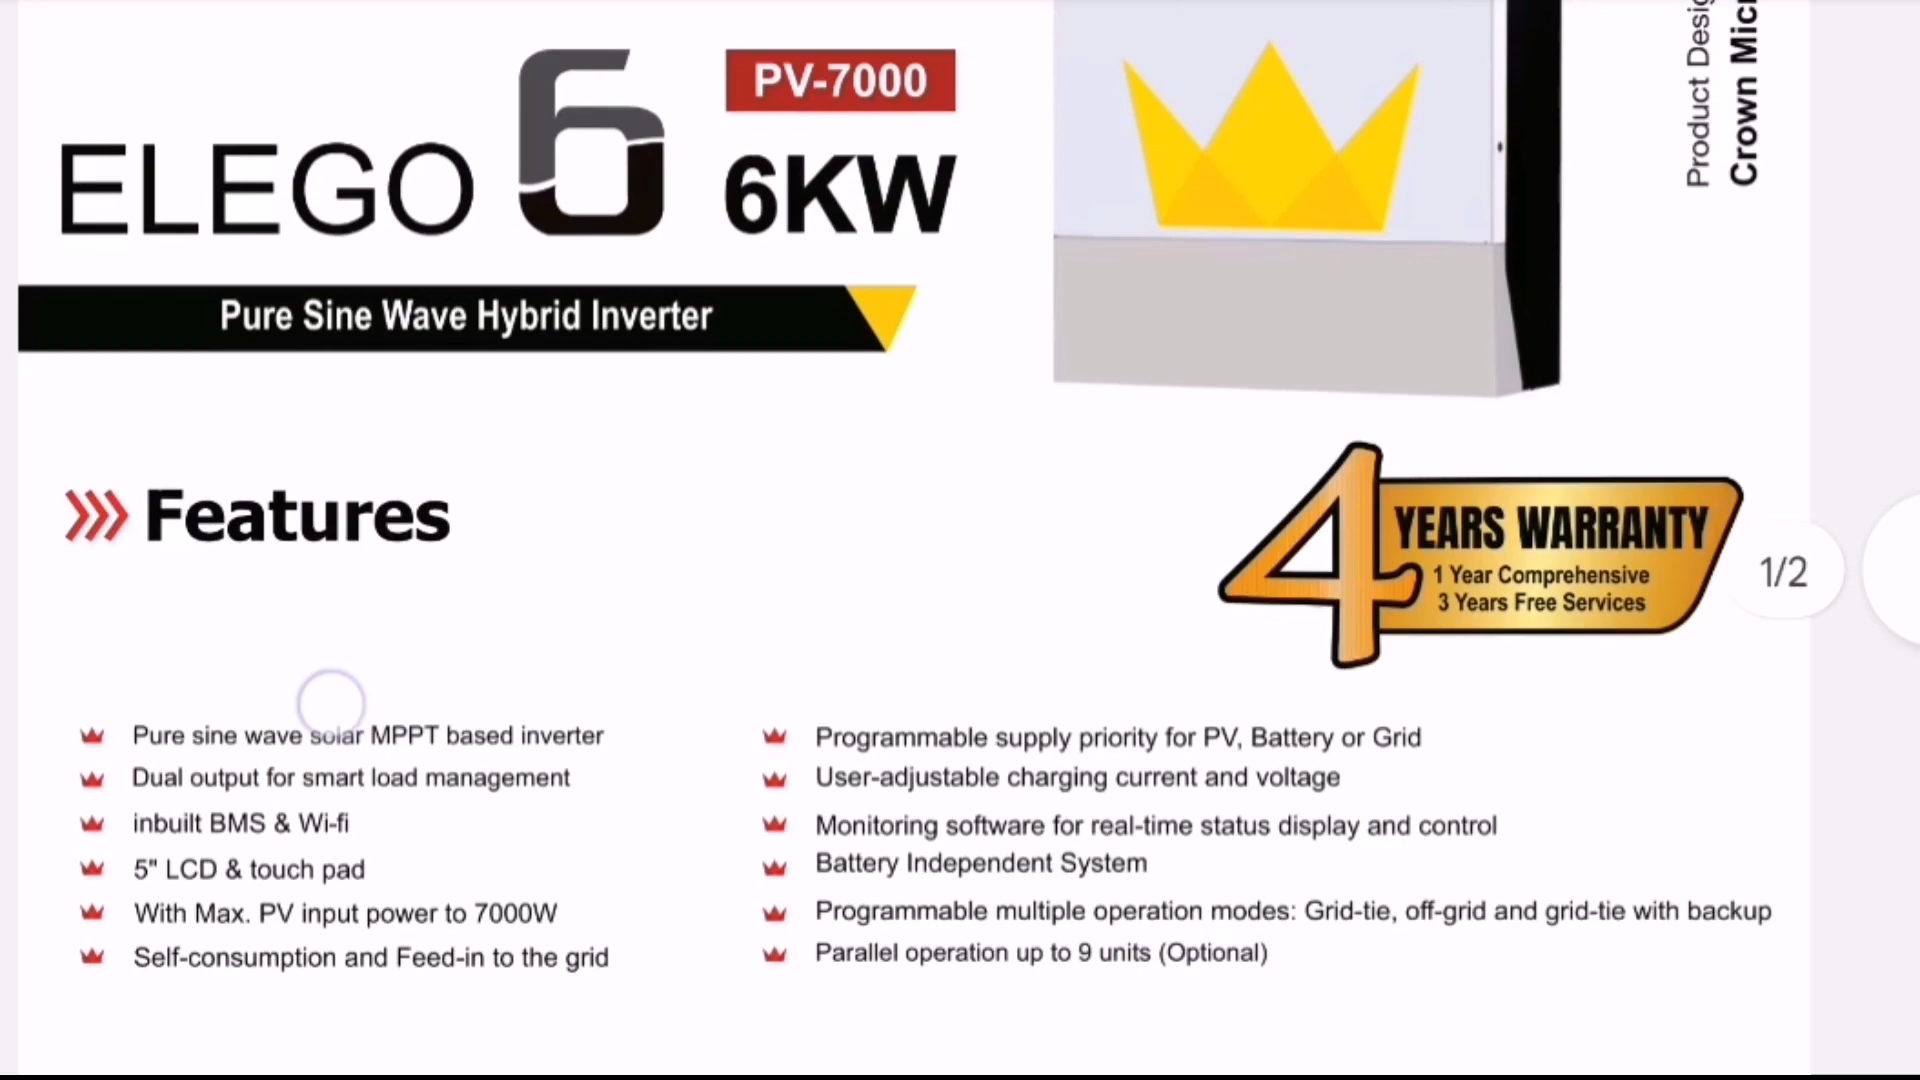 Product Desig
Crown Micr
PV-7000
ELEGO 6 6KW
Pure Sine Wave Hybrid Inverter
Features
4 YEARS WARRANTY
1 Year Comprehensive
3 Years Free Services
1/2
Pure sine wave solar MPPT based inverter
Dual output for smart load management
inbuilt BMS & Wi-fi
5" LCD & touch pad
With Max. PV input power to 7000W
Self-consumption and Feed-in to the grid
Programmable supply priority for PV, Battery or Grid
User-adjustable charging current and voltage
Monitoring software for real-time status display and control
Battery Independent System
Programmable multiple operation modes: Grid-tie, off-grid and grid-tie with backup
Parallel operation up to 9 units (Optional)